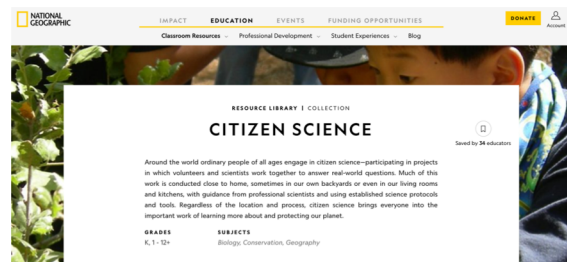 NATIONAL
GEOGRAPHIC
IMPACT EDUCATION EVENTS FUNDING OPPORTUNITIES
DONATE
Account
Classroom Resources Professional Development Student Experiences Blog
RESOURCE LIBRARY | COLLECTION
CITIZEN SCIENCE
Saved by 34 educators
Around the world ordinary people of all ages engage in citizen science—participating in projects
in which volunteers and scientists work together to answer real-world questions. Much of this
work is conducted close to home, sometimes in our own backyards or even in our living rooms
and kitchens, with guidance from professional scientists and using established science protocols
and tools. Regardless of the location and process, citizen science brings everyone into the
important work of learning more about and protecting our planet.
GRADES SUBJECTS
K, 1 - 12+ Biology, Conservation, Geography